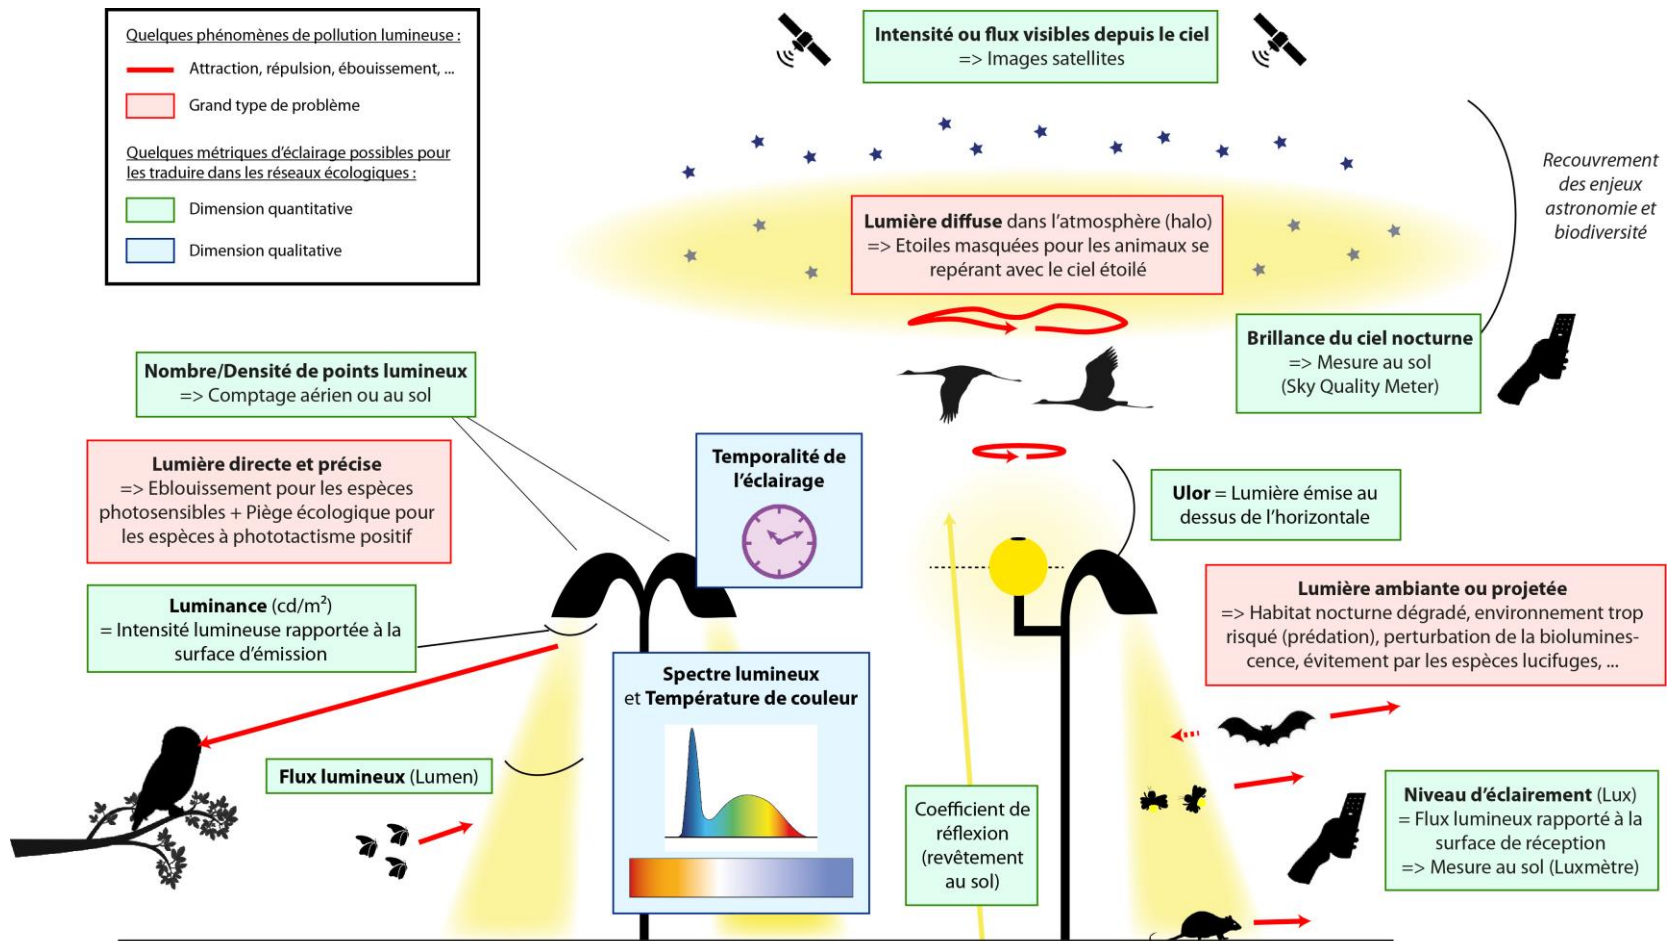 Quelques phénomènes de pollution lumineuse :
Attraction, répulsion, ébouissement, ...
Grand type de problème
Quelques métriques d'éclairage possibles pour
les traduire dans les réseaux écologiques :
Dimension quantitative
Dimension qualitative
Intensité ou flux visibles depuis le ciel
=> Images satellites
Recouvrement
des enjeux
astronomie et
biodiversité
Lumière diffuse dans l'atmosphère (halo)
=> Etoiles masquées pour les animaux se
repérant avec le ciel étoilé
Brillance du ciel nocturne
=> Mesure au sol
(Sky Quality Meter)
Nombre/Densité de points lumineux
=> Comptage aérien ou au sol
Lumière directe et précise
=> Eblouissement pour les espèces
photosensibles + Piège écologique pour
les espèces à phototactisme positif
Temporalité de
l'éclairage
Ulor = Lumière émise au
dessus de l'horizontale
Luminance (cd/m²)
= Intensité lumineuse rapportée à la
surface d'émission
Lumière ambiante ou projetée
=> Habitat nocturne dégradé, environnement trop
risqué (prédation), perturbation de la biolumines-
cence, évitement par les espèces lucifuges, ...
Spectre lumineux
et Température de couleur
Flux lumineux (Lumen)
Coefficient de
réflexion
(revêtement
au sol)
Niveau d'éclairement (Lux)
= Flux lumineux rapporté à la
surface de réception
=> Mesure au sol (Luxmètre)